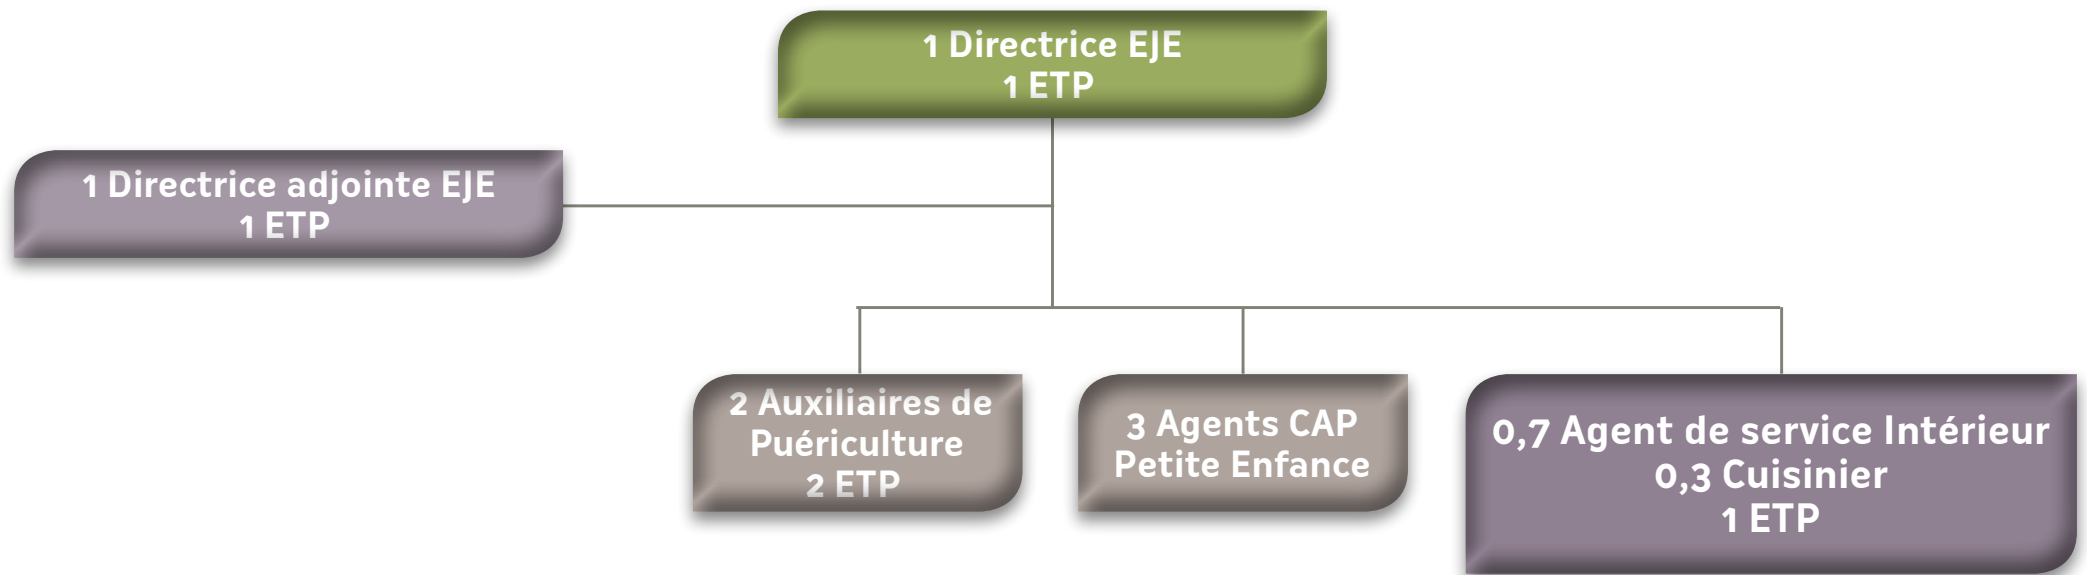 1 Directrice EJE
1 ETP
1 Directrice adjointe EJE
1 ETP
2 Auxiliaires de
Puériculture
2 ETP
3 Agents CAP
Petite Enfance
0,7 Agent de service Intérieur
0,3 Cuisinier
1 ETP